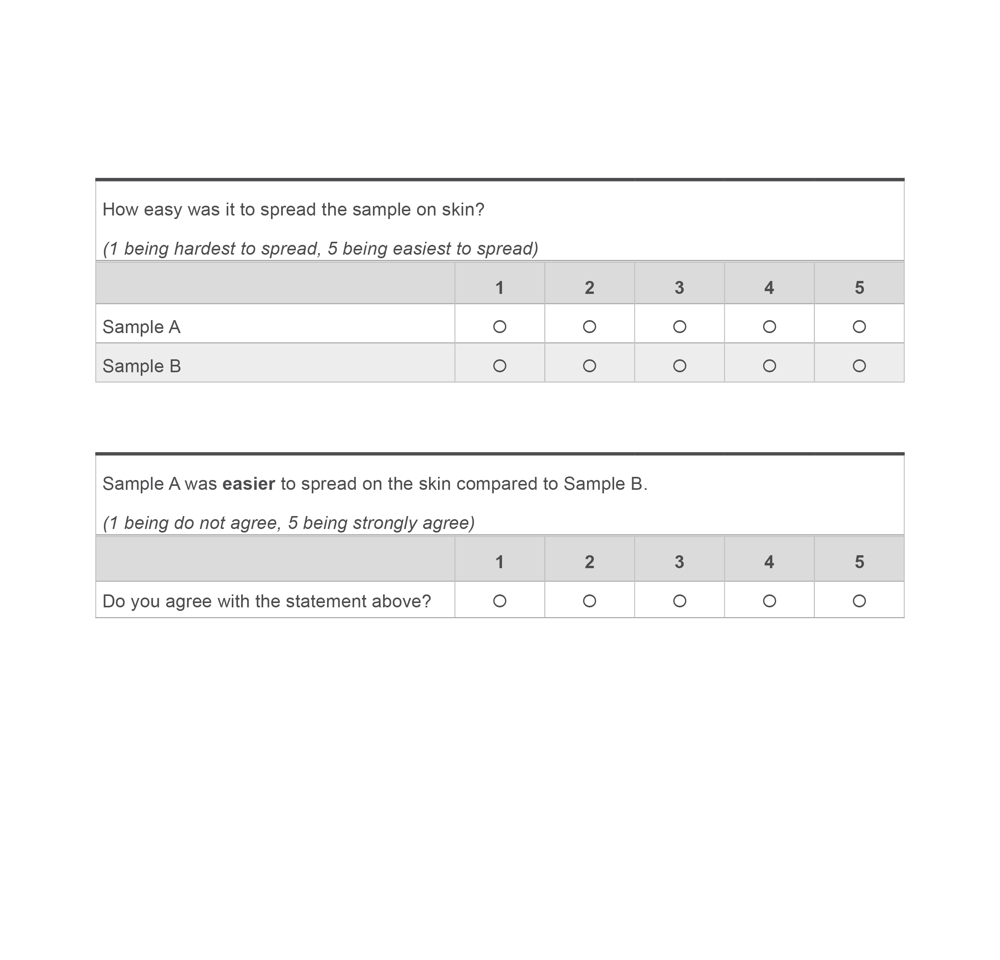 How easy was it to spread the sample on skin?
(1 being hardest to spread, 5 being easiest to spread)
1 2 3 4 5
Sample A
Sample B
Sample A was easier to spread on the skin compared to Sample B.
(1 being do not agree, 5 being strongly agree)
1 2 3 4 5
Do you agree with the statement above?